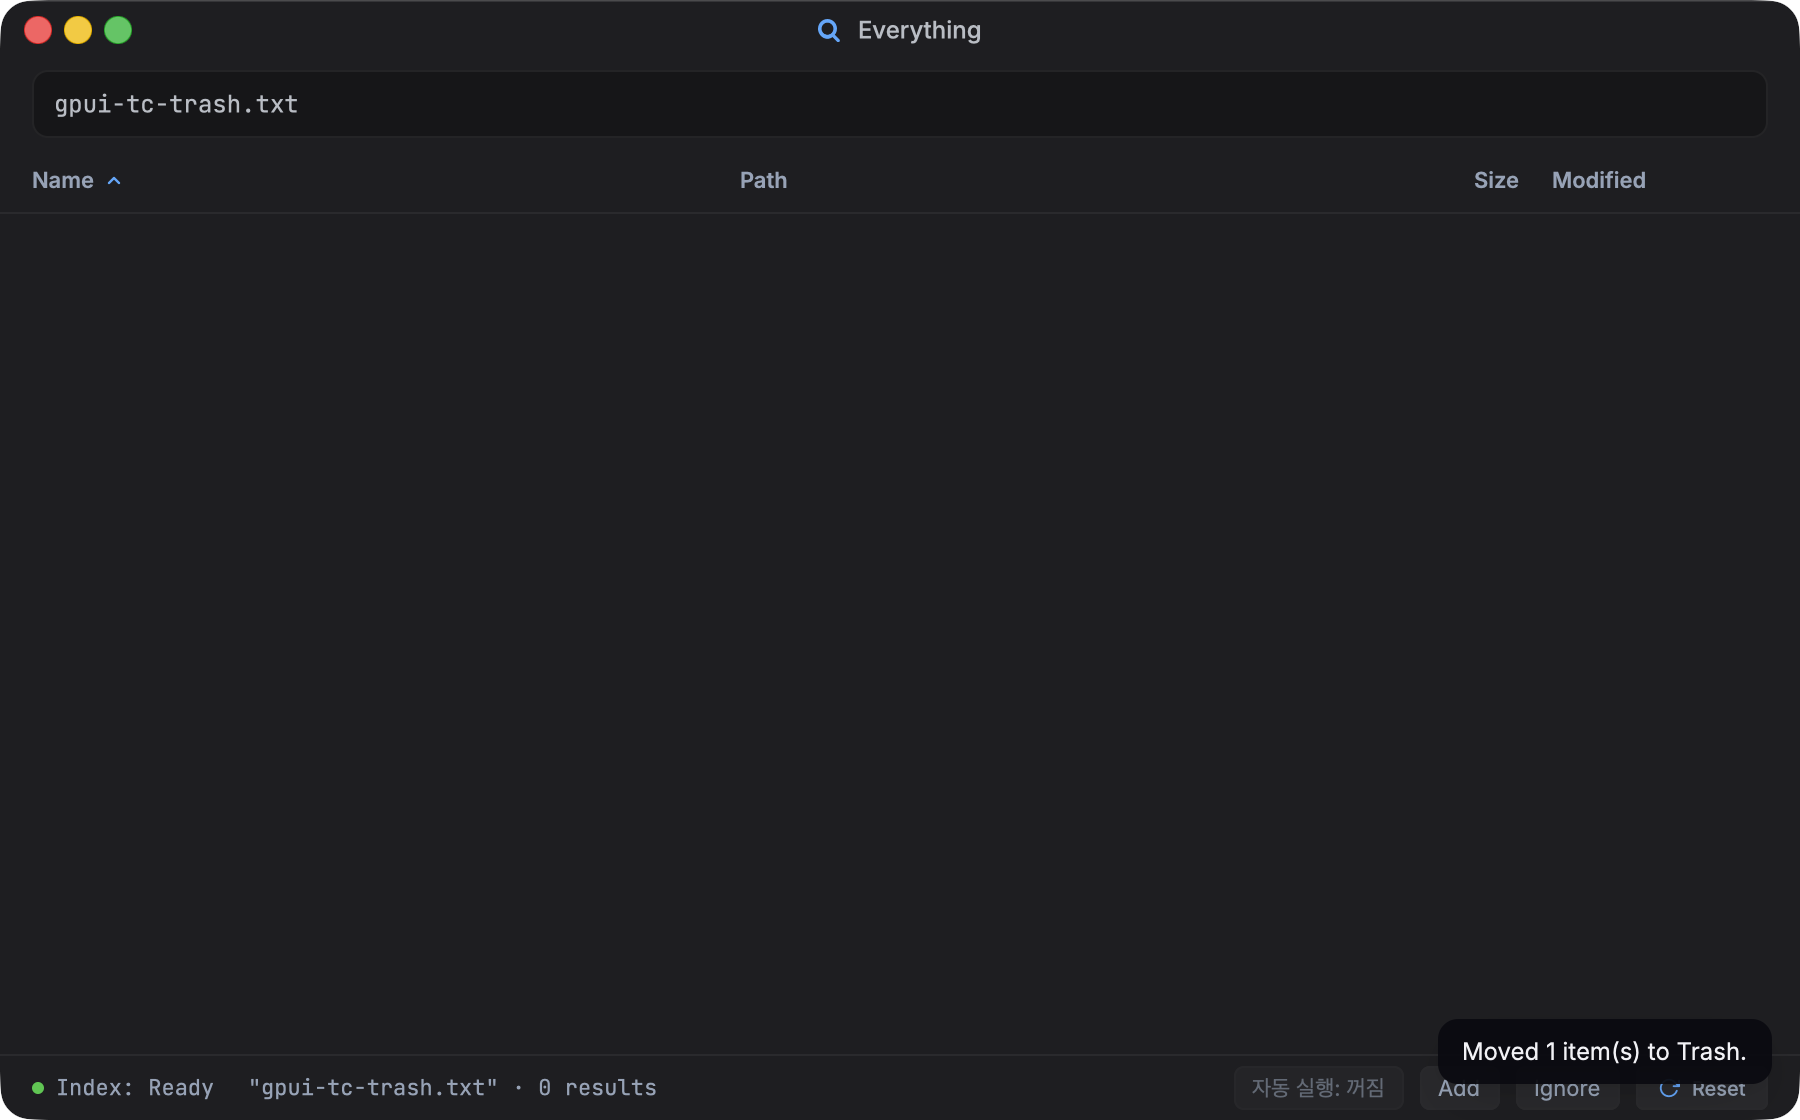 Everything
gpui-tc-trash.txt
Name Path Size Modified
Moved 1 item(s) to Trash.
Index: Ready "gpui-tc-trash.txt" · 0 results 자동 실행: 꺼짐 Add Ignore Reset